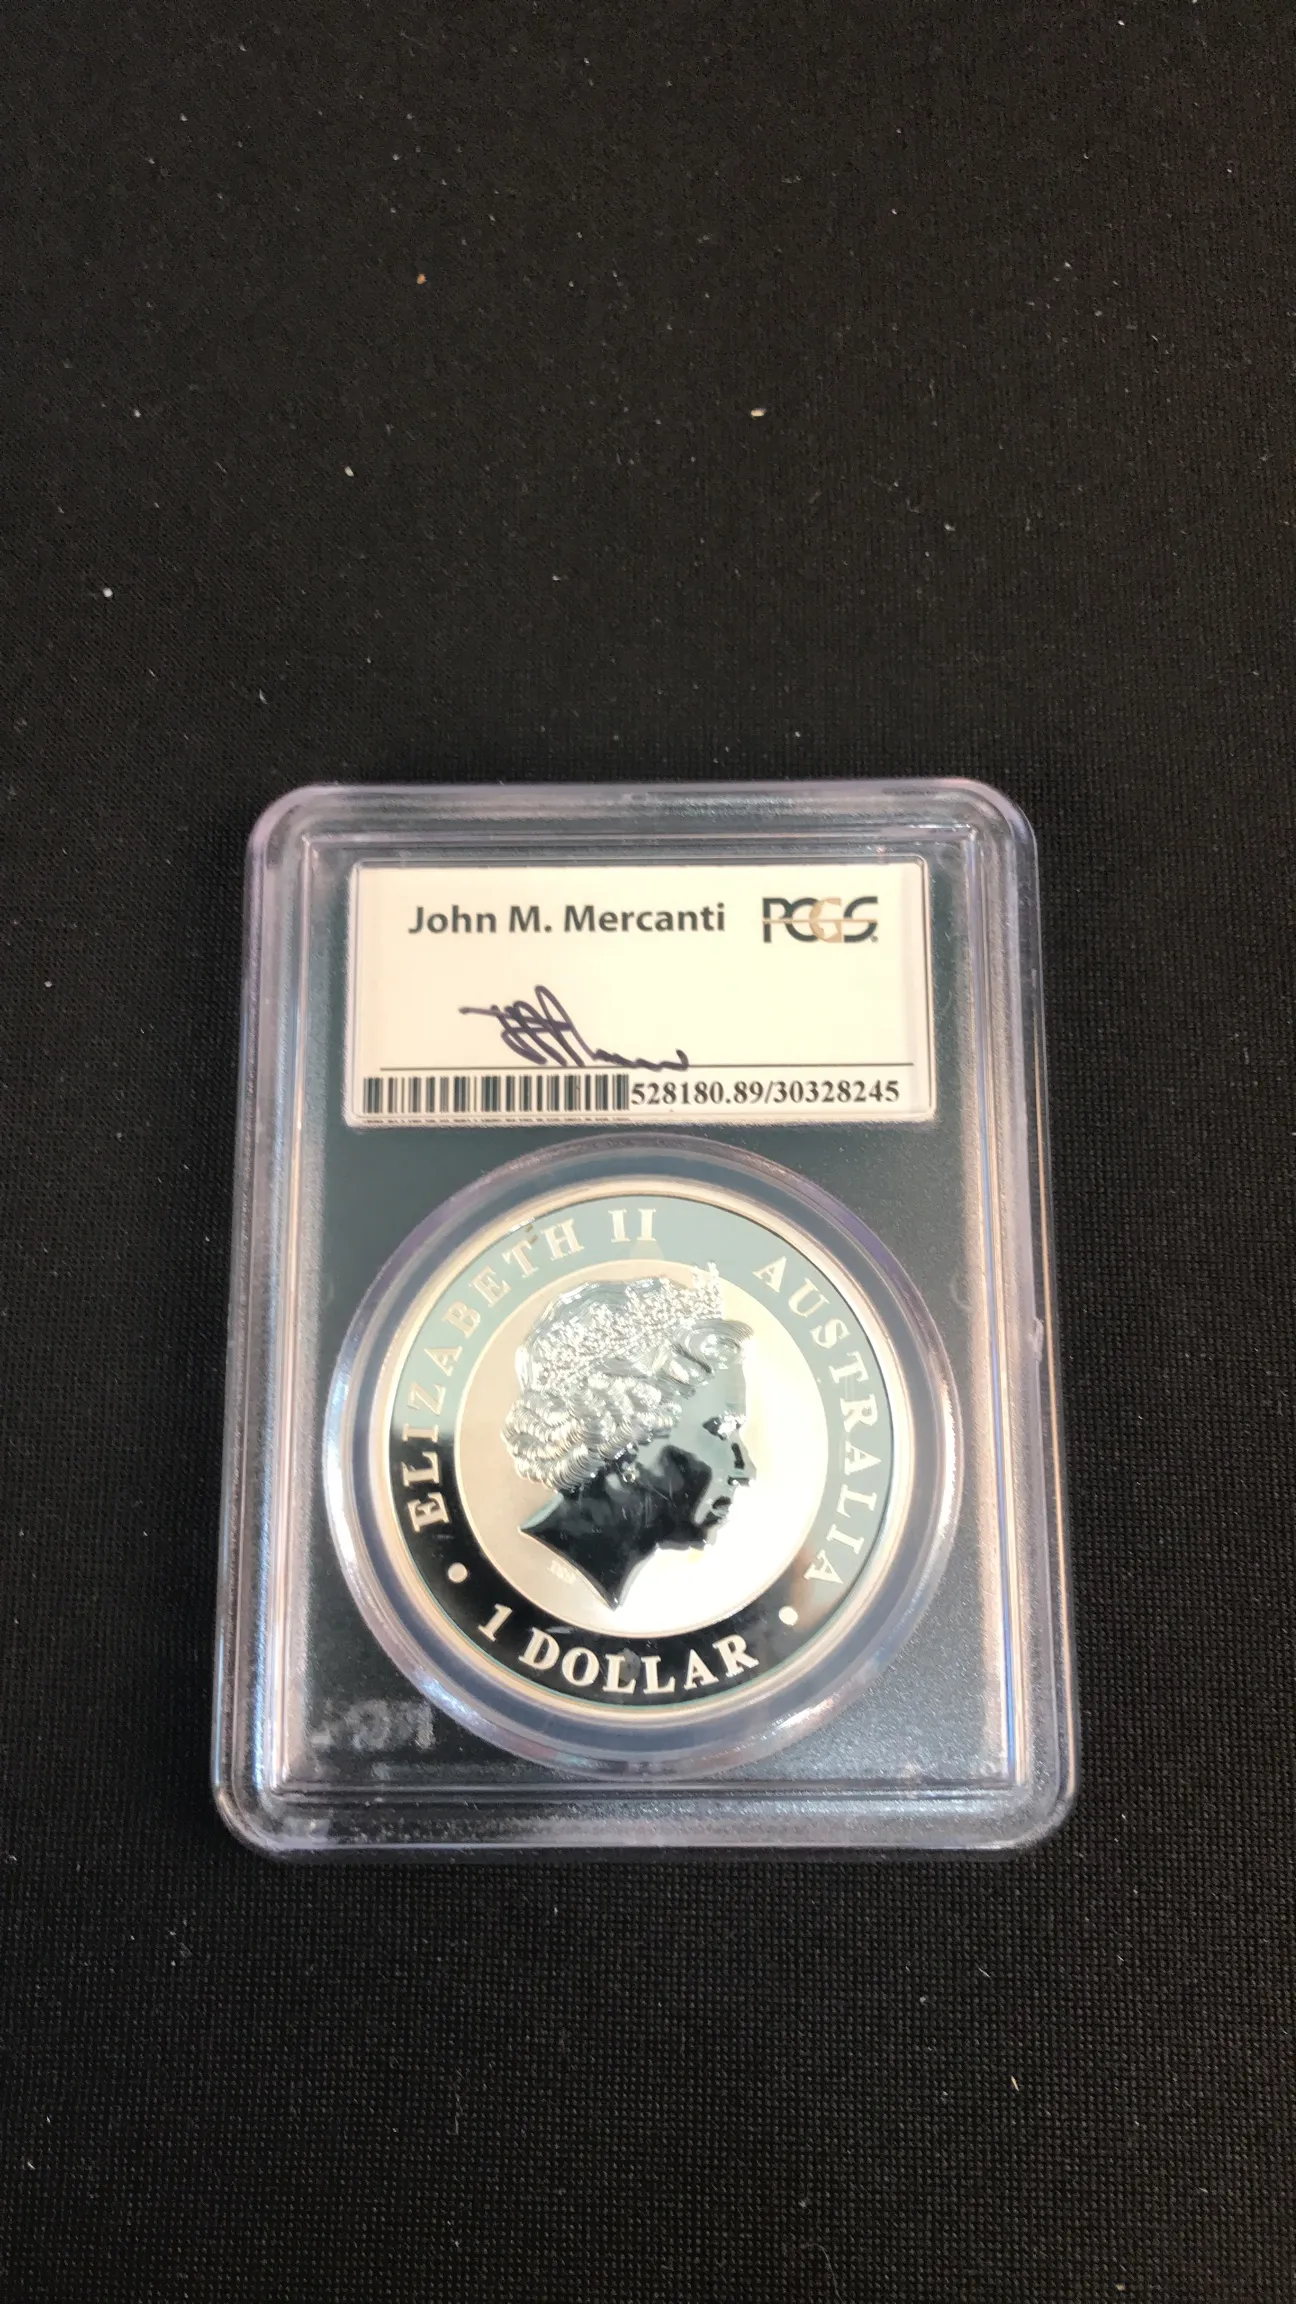 John M. Mercanti PCGS
528180.89/30328245
ELIZABETH II AUSTRALIA
1 DOLLAR